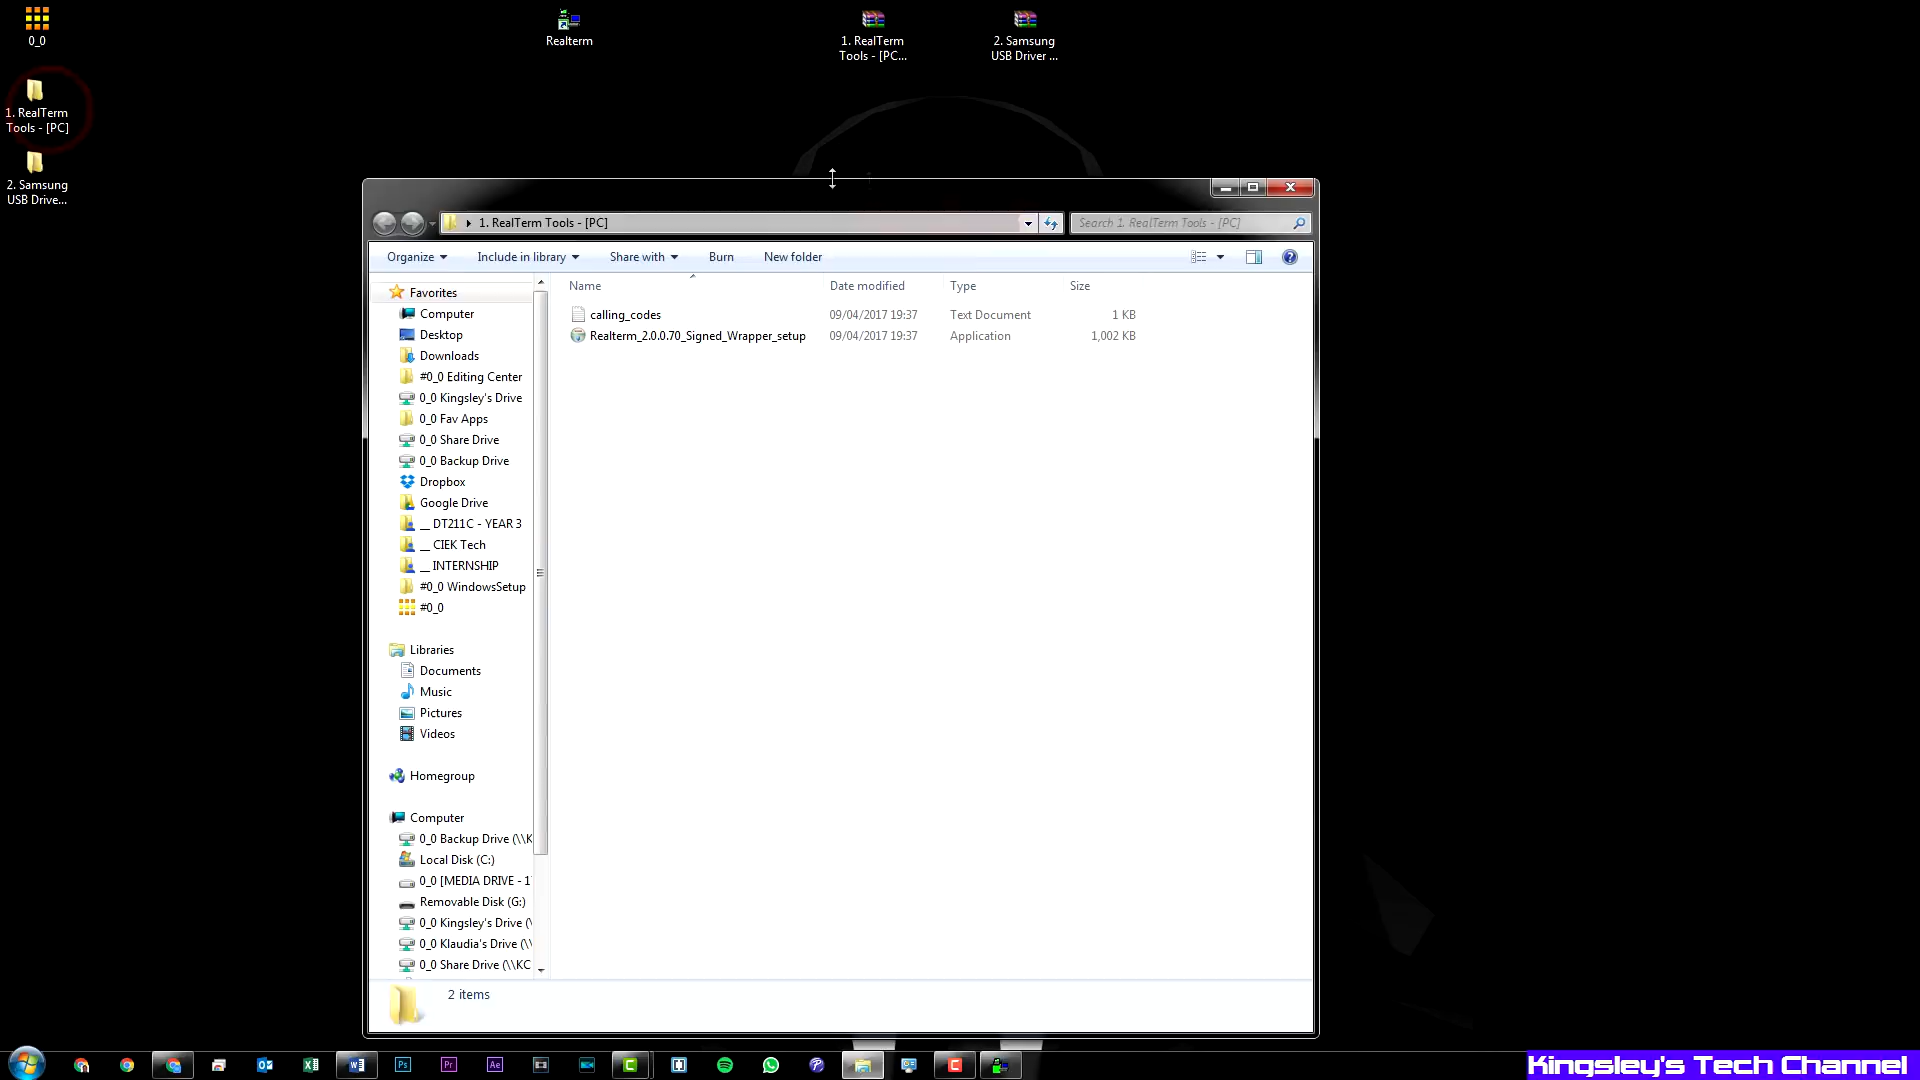 0_0
Realterm
1. RealTerm
Tools - [PC...
2. Samsung
USB Driver ...
1. RealTerm
Tools - [PC]
2. Samsung
USB Drive...
1. RealTerm Tools - [PC]
Search 1. RealTerm Tools - [PC]
Organize
Include in library
Share with
Burn
New folder
Name
Date modified
Type
Size
calling_codes
09/04/2017 19:37
Text Document
1 KB
Realterm_2.0.0.70_Signed_Wrapper_setup
09/04/2017 19:37
Application
1,002 KB
Favorites
Computer
Desktop
Downloads
#0_0 Editing Center
0_0 Kingsley's Drive
0_0 Fav Apps
0_0 Share Drive
0_0 Backup Drive
Dropbox
Google Drive
__ DT211C - YEAR 3
__ CIEK Tech
__ INTERNSHIP
#0_0 WindowsSetup
#0_0
Libraries
Documents
Music
Pictures
Videos
Homegroup
Computer
0_0 Backup Drive (\\K
Local Disk (C:)
0_0 [MEDIA DRIVE - 1
Removable Disk (G:)
0_0 Kingsley's Drive (\
0_0 Klaudia's Drive (\\
0_0 Share Drive (\\KC
2 items
Ps
Pr
Ae
Kingsley's Tech Channel